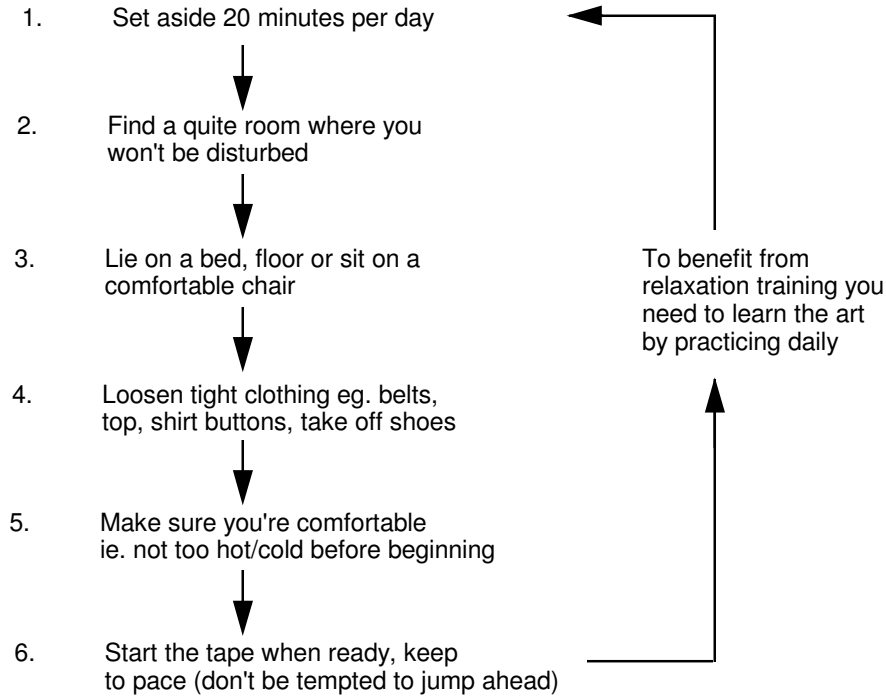 1. Set aside 20 minutes per day
2. Find a quite room where you
won't be disturbed
3. Lie on a bed, floor or sit on a
comfortable chair
4. Loosen tight clothing eg. belts,
top, shirt buttons, take off shoes
5. Make sure you're comfortable
ie. not too hot/cold before beginning
6. Start the tape when ready, keep
to pace (don't be tempted to jump ahead)
To benefit from
relaxation training you
need to learn the art
by practicing daily